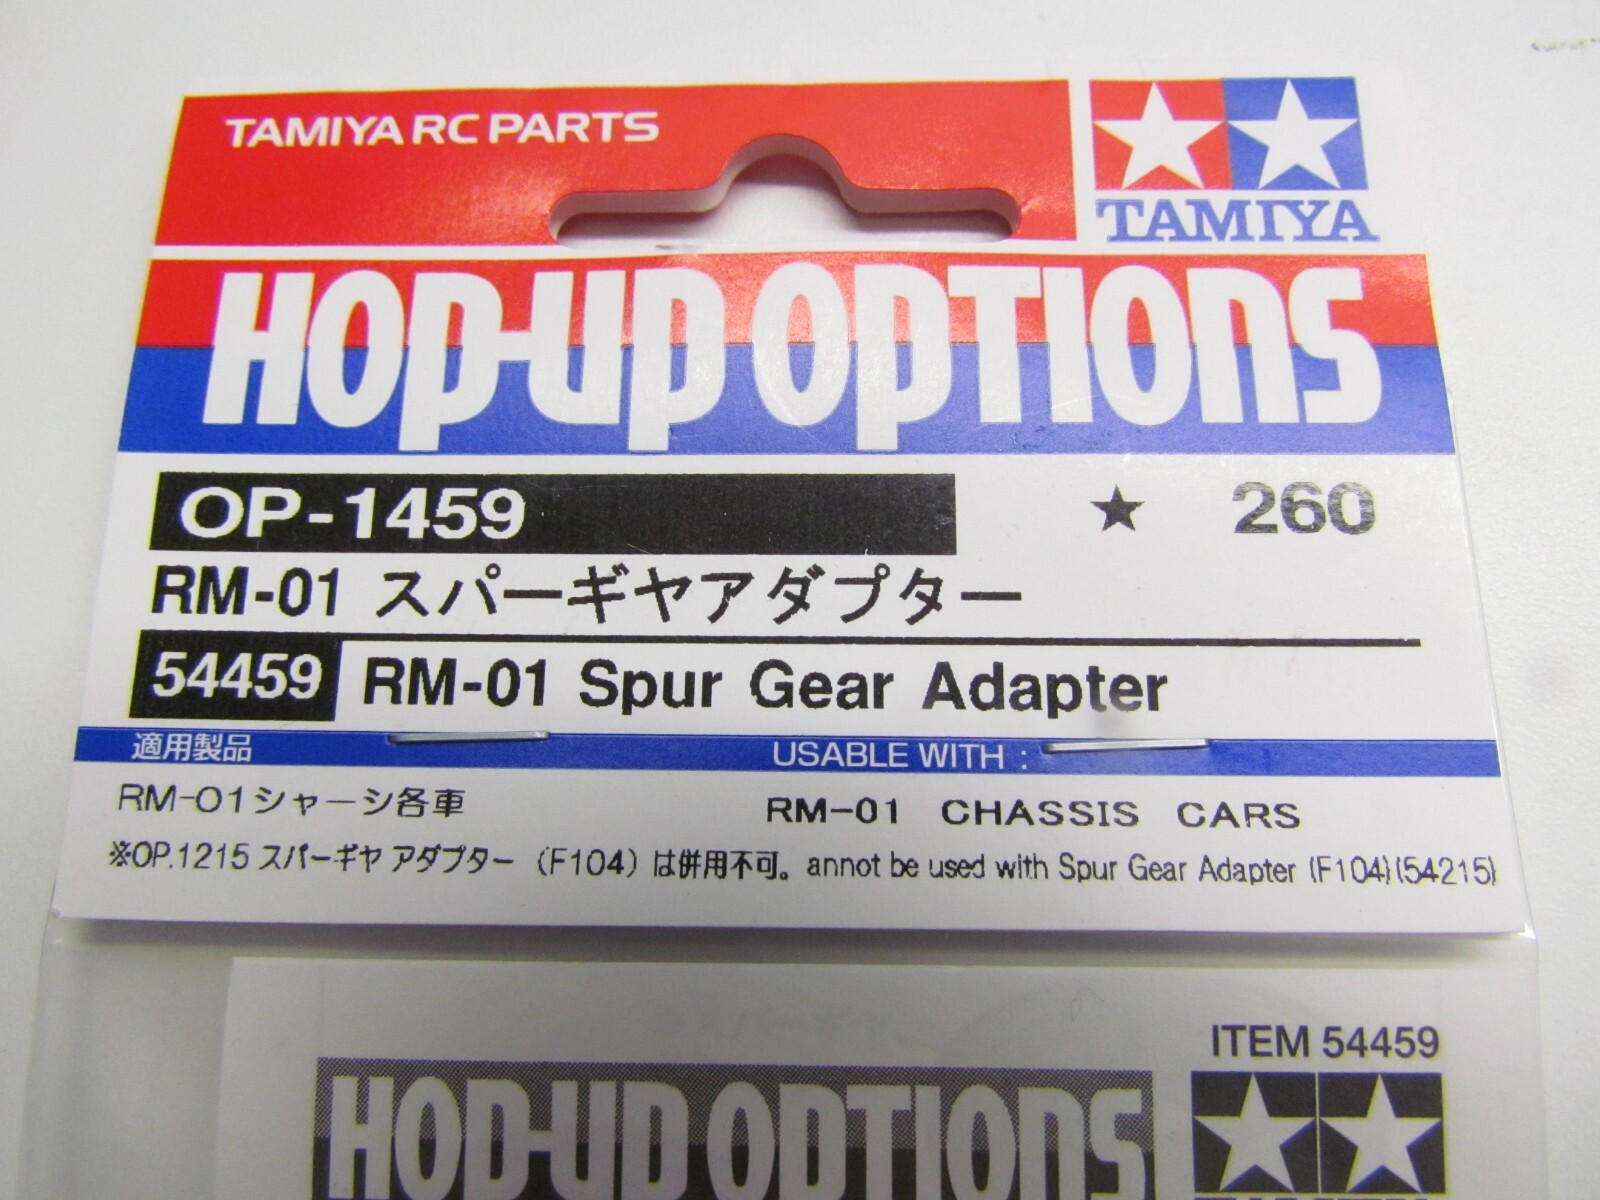 TAMIYA RC PARTS
TAMIYA
HOP-UP OPTIONS
OP-1459 ★ 260
RM-01 スパーギヤアダプター
54459 RM-01 Spur Gear Adapter
適用製品 USABLE WITH :
RM-01シャーシ各車 RM-01 CHASSIS CARS
※OP.1215 スパーギヤ アダプター (F104) は併用不可。annot be used with Spur Gear Adapter (F104)(54215)
ITEM 54459
HOP-UP OPTIONS